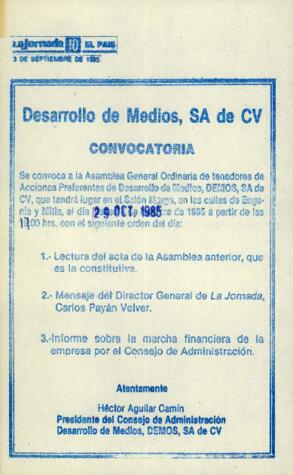 La Jornada 10 EL PAIS
3 DE SEPTIEMBRE DE 1985
Desarrollo de Medios, SA de CV
CONVOCATORIA
Se convoca a la Asamblea General Ordinaria de tenedores de
Acciones Preferentes de Desarrollo de Medios, DEMOS, SA de
CV, que tendrá lugar en el Salón Margo, en las calles de Euge-
nia y Mitla, el día 29 OCT. 1985 de 1985 a partir de las
11:00 hrs. con el siguiente orden del día:
1.- Lectura del acta de la Asamblea anterior, que
es la constitutiva.
2.- Mensaje del Director General de La Jornada,
Carlos Payán Velver.
3.-Informe sobre la marcha financiera de la
empresa por el Consejo de Administración.
Atentamente
Héctor Aguilar Camín
Presidente del Consejo de Administración
Desarrollo de Medios, DEMOS, SA de CV